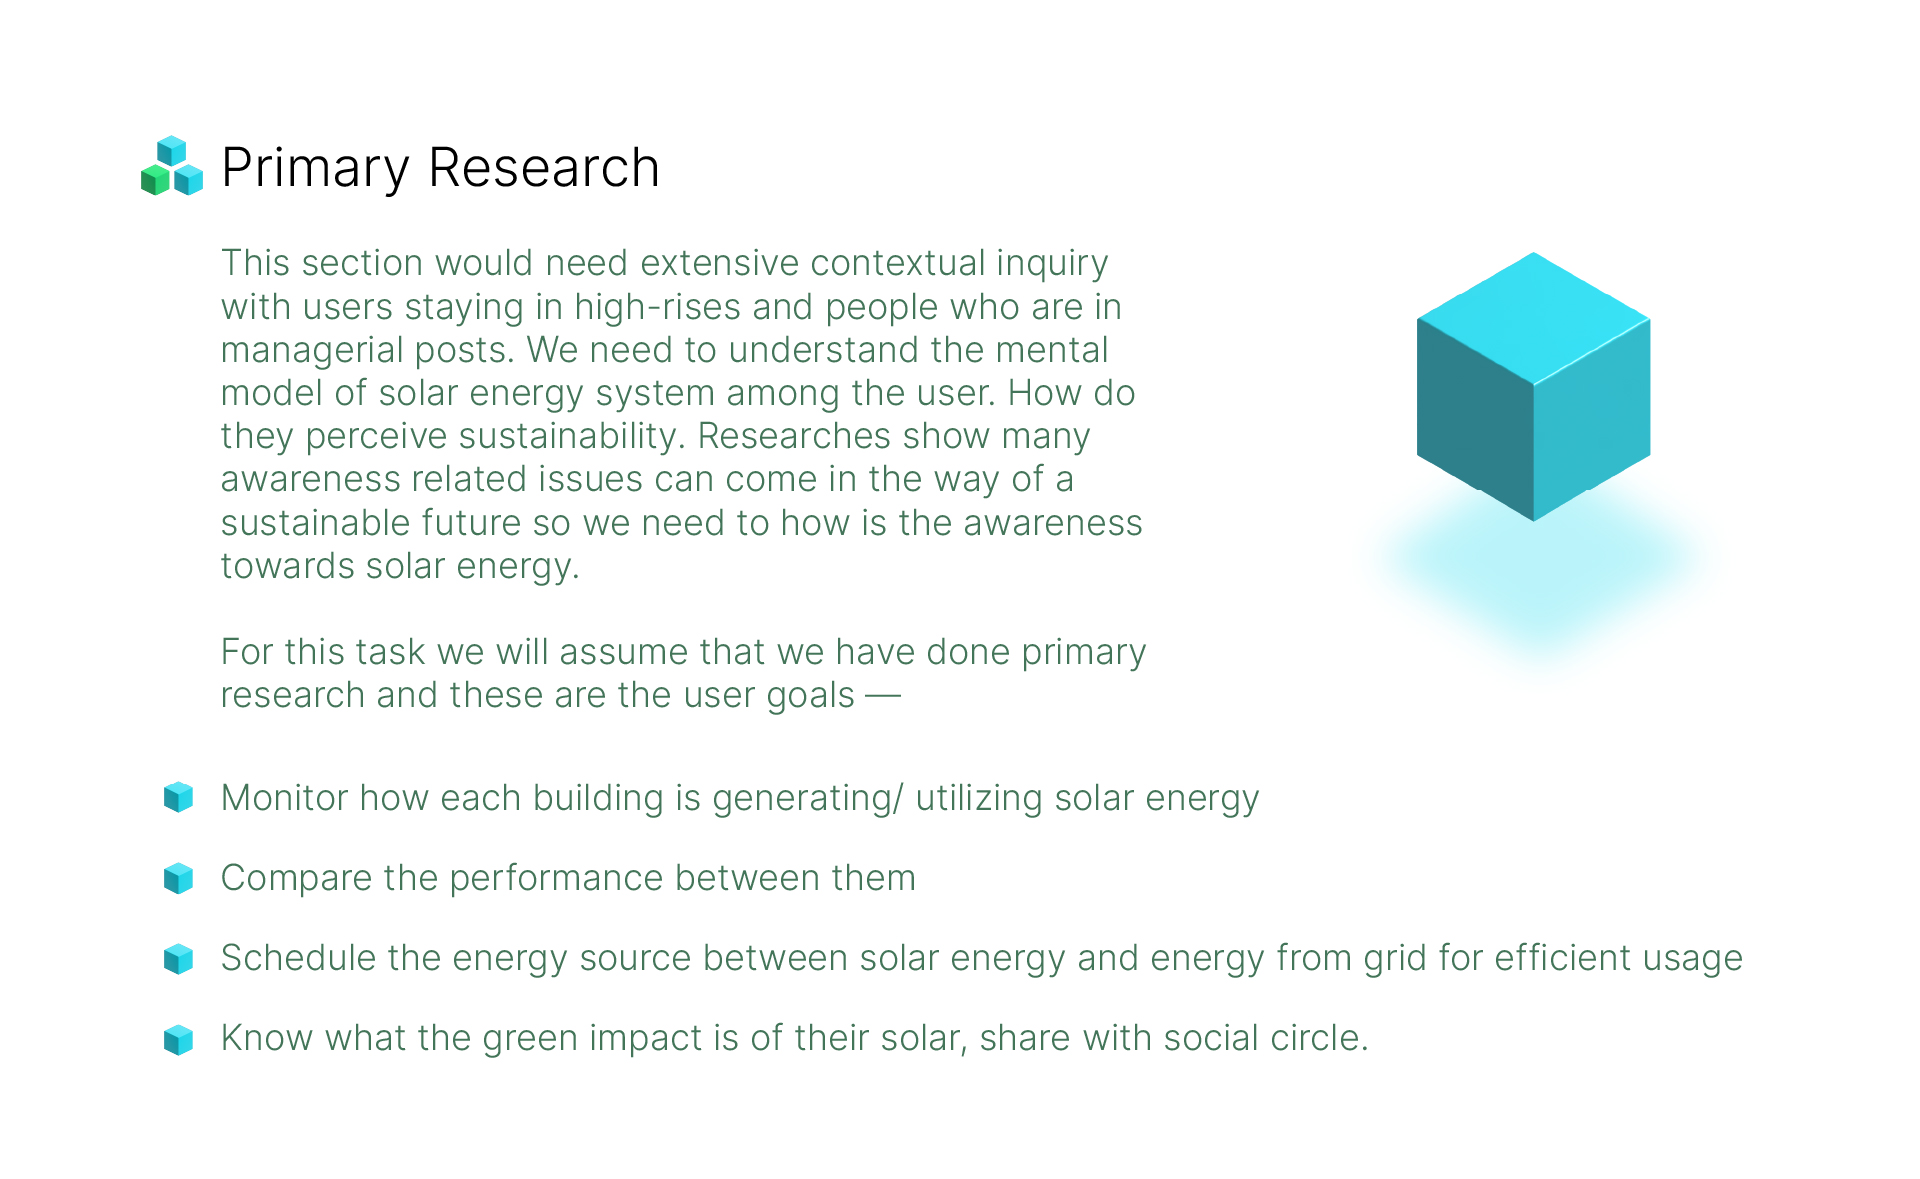 Primary Research
This section would need extensive contextual inquiry
with users staying in high-rises and people who are in
managerial posts. We need to understand the mental
model of solar energy system among the user. How do
they perceive sustainability. Researches show many
awareness related issues can come in the way of a
sustainable future so we need to how is the awareness
towards solar energy.
For this task we will assume that we have done primary
research and these are the user goals —
Monitor how each building is generating/ utilizing solar energy
Compare the performance between them
Schedule the energy source between solar energy and energy from grid for efficient usage
Know what the green impact is of their solar, share with social circle.